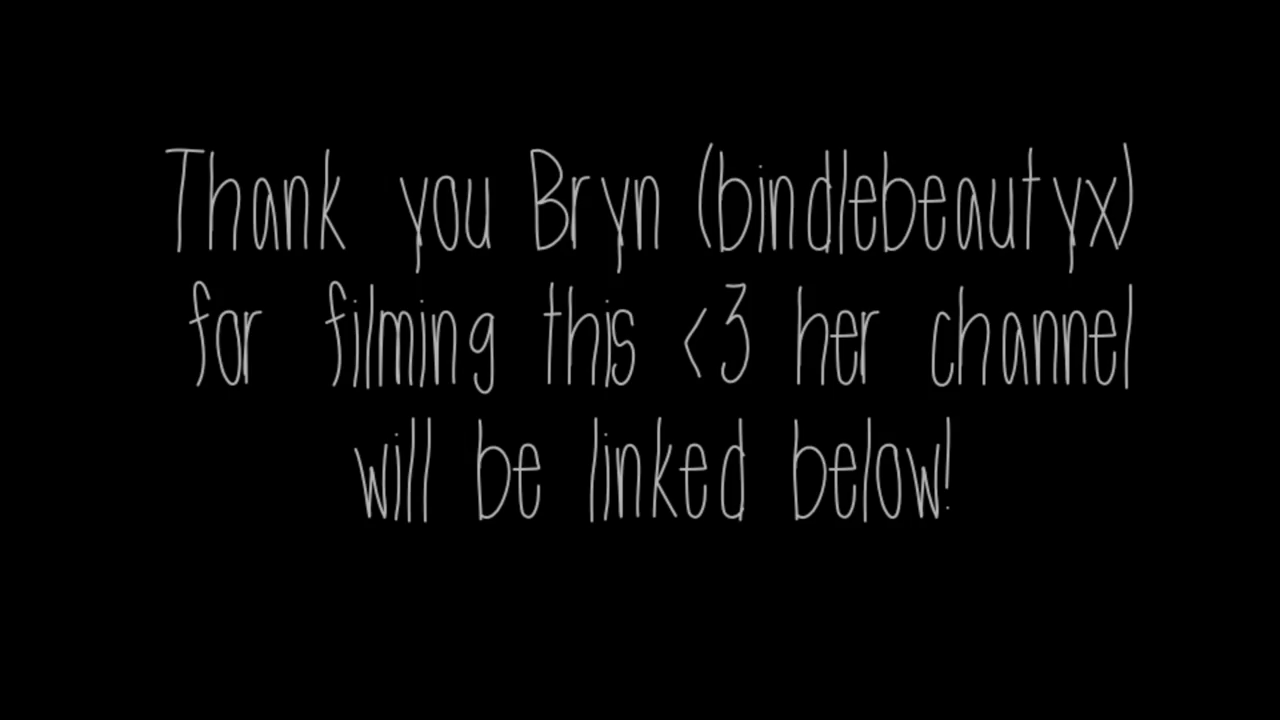 Thank you Bryn (bindlebeautyx)
for filming this <3 her channel
will be linked below!